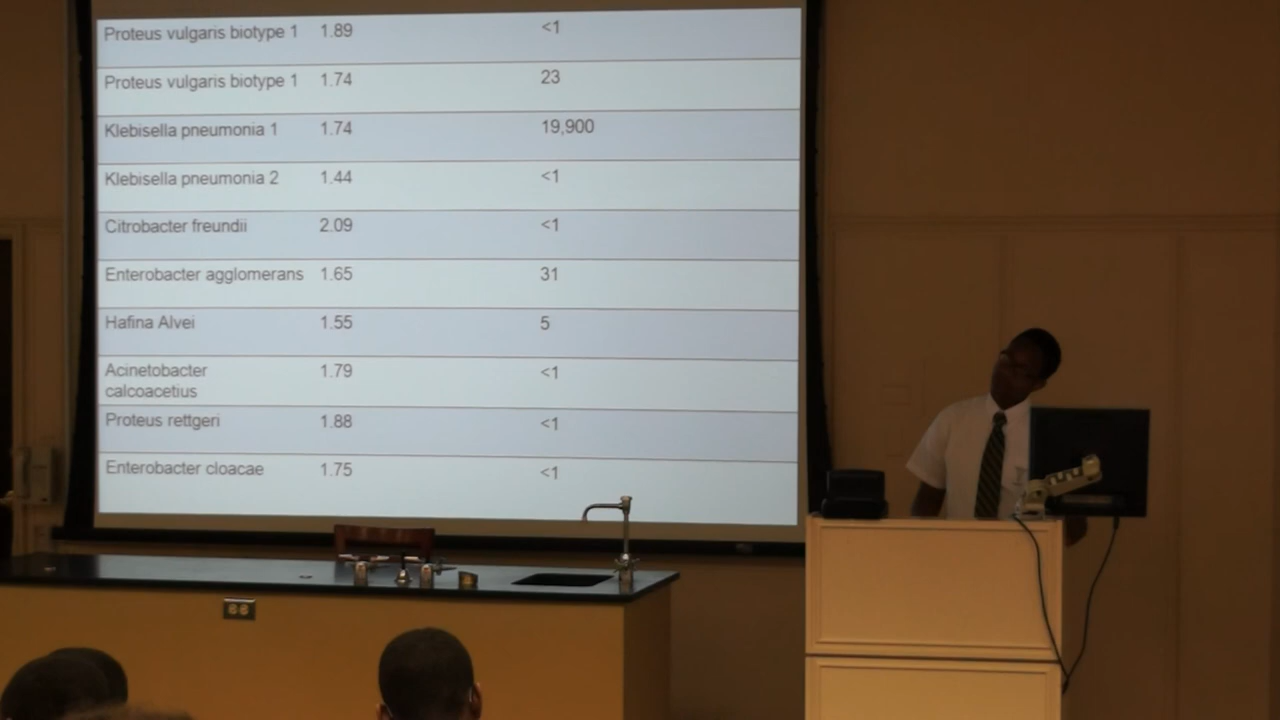 Proteus vulgaris biotype 1 1.89 <1
Proteus vulgaris biotype 1 1.74 23
Klebisella pneumonia 1 1.74 19,900
Klebisella pneumonia 2 1.44 <1
Citrobacter freundii 2.09 <1
Enterobacter agglomerans 1.65 31
Hafina Alvei 1.55 5
Acinetobacter 1.79 <1
calcoacetius
Proteus rettgeri 1.88 <1
Enterobacter cloacae 1.75 <1